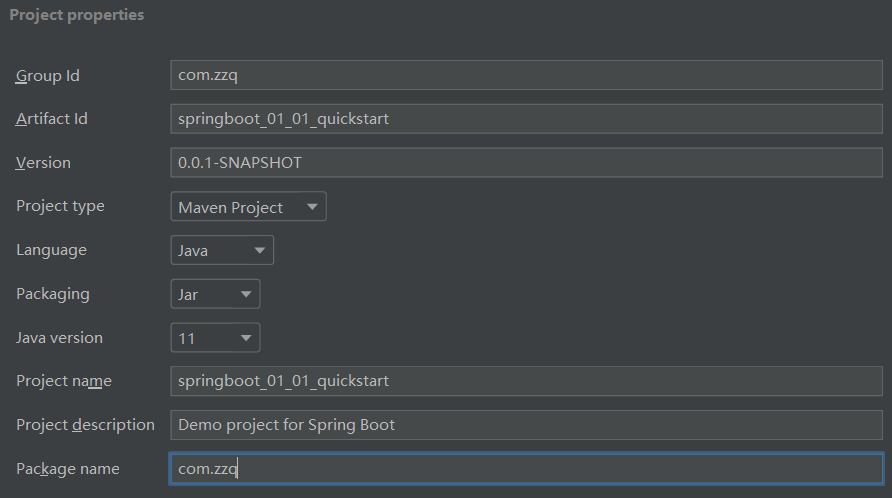 Project properties
Group Id com.zzq
Artifact Id springboot_01_01_quickstart
Version 0.0.1-SNAPSHOT
Project type Maven Project
Language Java
Packaging Jar
Java version 11
Project name springboot_01_01_quickstart
Project description Demo project for Spring Boot
Package name com.zzq